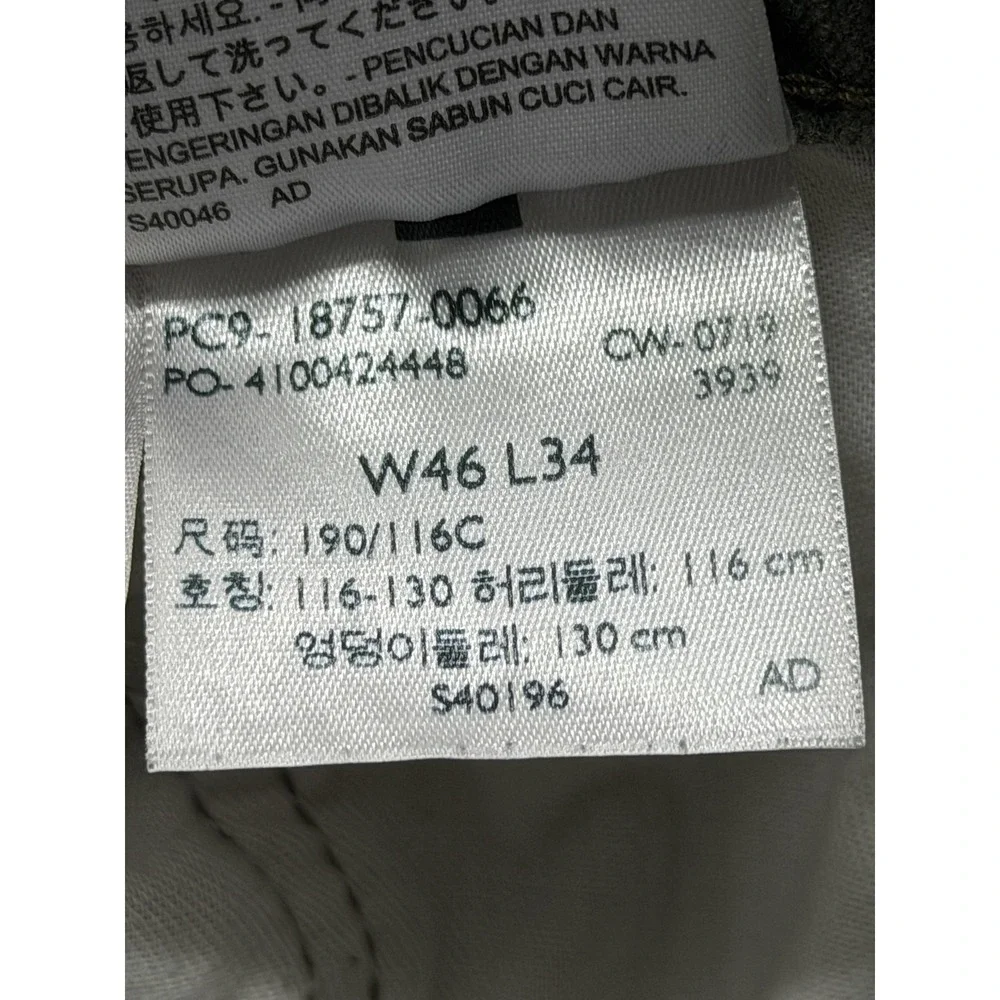 하세요. -
返して洗ってください。
使用下さい。-PENCUCIAN DAN
ENGERINGAN DIBALIK DENGAN WARNA
SERUPA. GUNAKAN SABUN CUCI CAIR.
S40046 AD
PC9-18757-0066
CW-0719
PO-4100424448
3939
W46 L34
尺码: 190/116C
호칭: 116-130 허리둘레: 116 cm
엉덩이둘레: 130 cm
S40196 AD